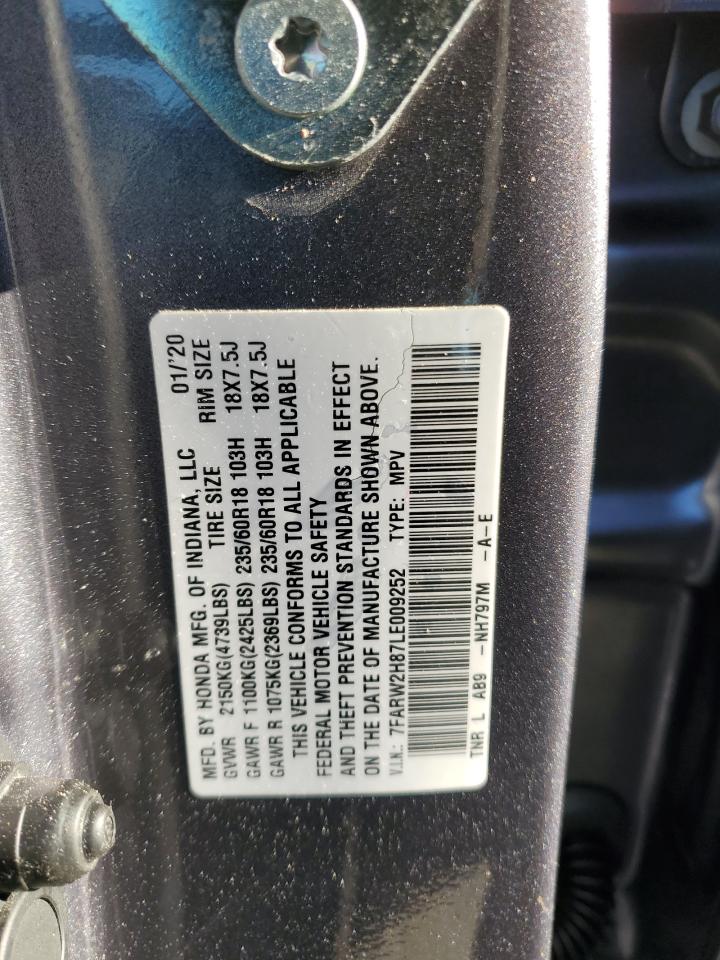 MFD. BY HONDA MFG. OF INDIANA, LLC 01/'20
GVWR 2150KG(4739LBS) TIRE SIZE RIM SIZE
GAWR F 1100KG(2425LBS) 235/60R18 103H 18X7.5J
GAWR R 1075KG(2369LBS) 235/60R18 103H 18X7.5J
THIS VEHICLE CONFORMS TO ALL APPLICABLE
FEDERAL MOTOR VEHICLE SAFETY
AND THEFT PREVENTION STANDARDS IN EFFECT
ON THE DATE OF MANUFACTURE SHOWN ABOVE.
V.I.N.: 7FARW2H87LE009252 TYPE: MPV
TNR L AB9 -NH797M -A-E